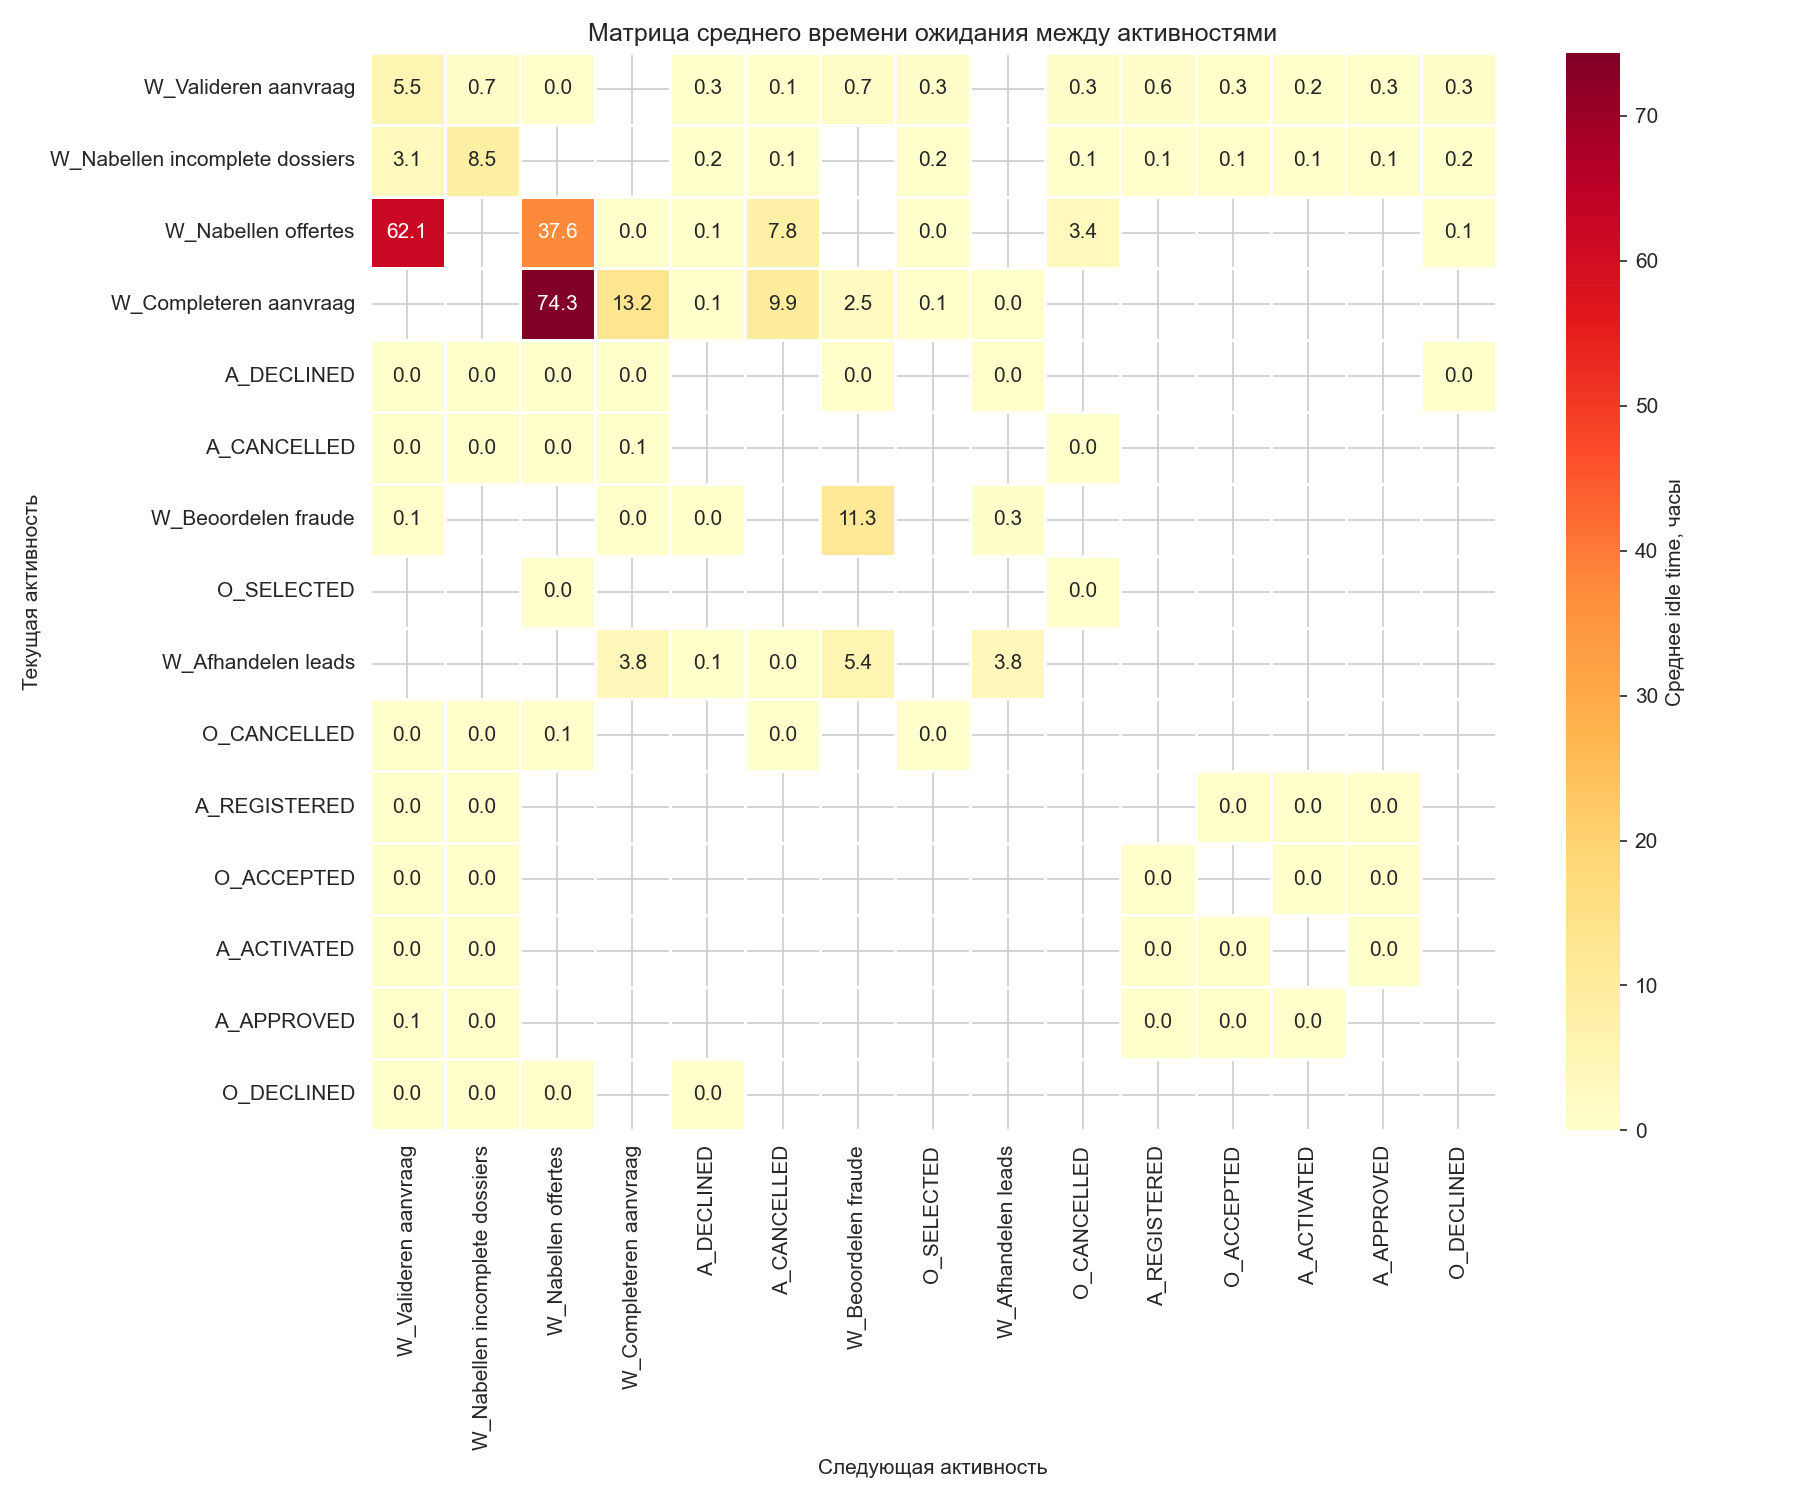 Матрица среднего времени ожидания между активностями
W_Valideren aanvraag 5.5 0.7 0.0 0.3 0.1 0.7 0.3 0.3 0.6 0.3 0.2 0.3 0.3
W_Nabellen incomplete dossiers 3.1 8.5 0.2 0.1 0.2 0.1 0.1 0.1 0.1 0.1 0.2
W_Nabellen offertes 62.1 37.6 0.0 0.1 7.8 0.0 3.4 0.1
W_Completeren aanvraag 74.3 13.2 0.1 9.9 2.5 0.1 0.0
A_DECLINED 0.0 0.0 0.0 0.0 0.0 0.0 0.0
A_CANCELLED 0.0 0.0 0.0 0.1 0.0
W_Beoordelen fraude 0.1 0.0 0.0 11.3 0.3
O_SELECTED 0.0 0.0
W_Afhandelen leads 3.8 0.1 0.0 5.4 3.8
O_CANCELLED 0.0 0.0 0.1 0.0 0.0
A_REGISTERED 0.0 0.0 0.0 0.0 0.0
O_ACCEPTED 0.0 0.0 0.0 0.0 0.0
A_ACTIVATED 0.0 0.0 0.0 0.0 0.0
A_APPROVED 0.1 0.0 0.0 0.0 0.0
O_DECLINED 0.0 0.0 0.0 0.0
Текущая активность
W_Valideren aanvraag
W_Nabellen incomplete dossiers
W_Nabellen offertes
W_Completeren aanvraag
A_DECLINED
A_CANCELLED
W_Beoordelen fraude
O_SELECTED
W_Afhandelen leads
O_CANCELLED
A_REGISTERED
O_ACCEPTED
A_ACTIVATED
A_APPROVED
O_DECLINED
Следующая активность
70
60
50
40
30
20
10
0
Среднее idle time, часы